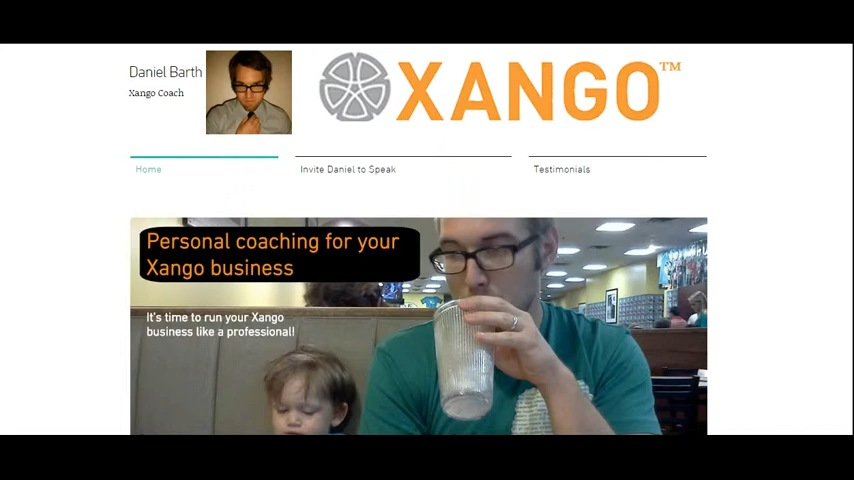 Daniel Barth
Xango Coach
XANGO™
Home
Invite Daniel to Speak
Testimonials
Personal coaching for your
Xango business
It's time to run your Xango
business like a professional!